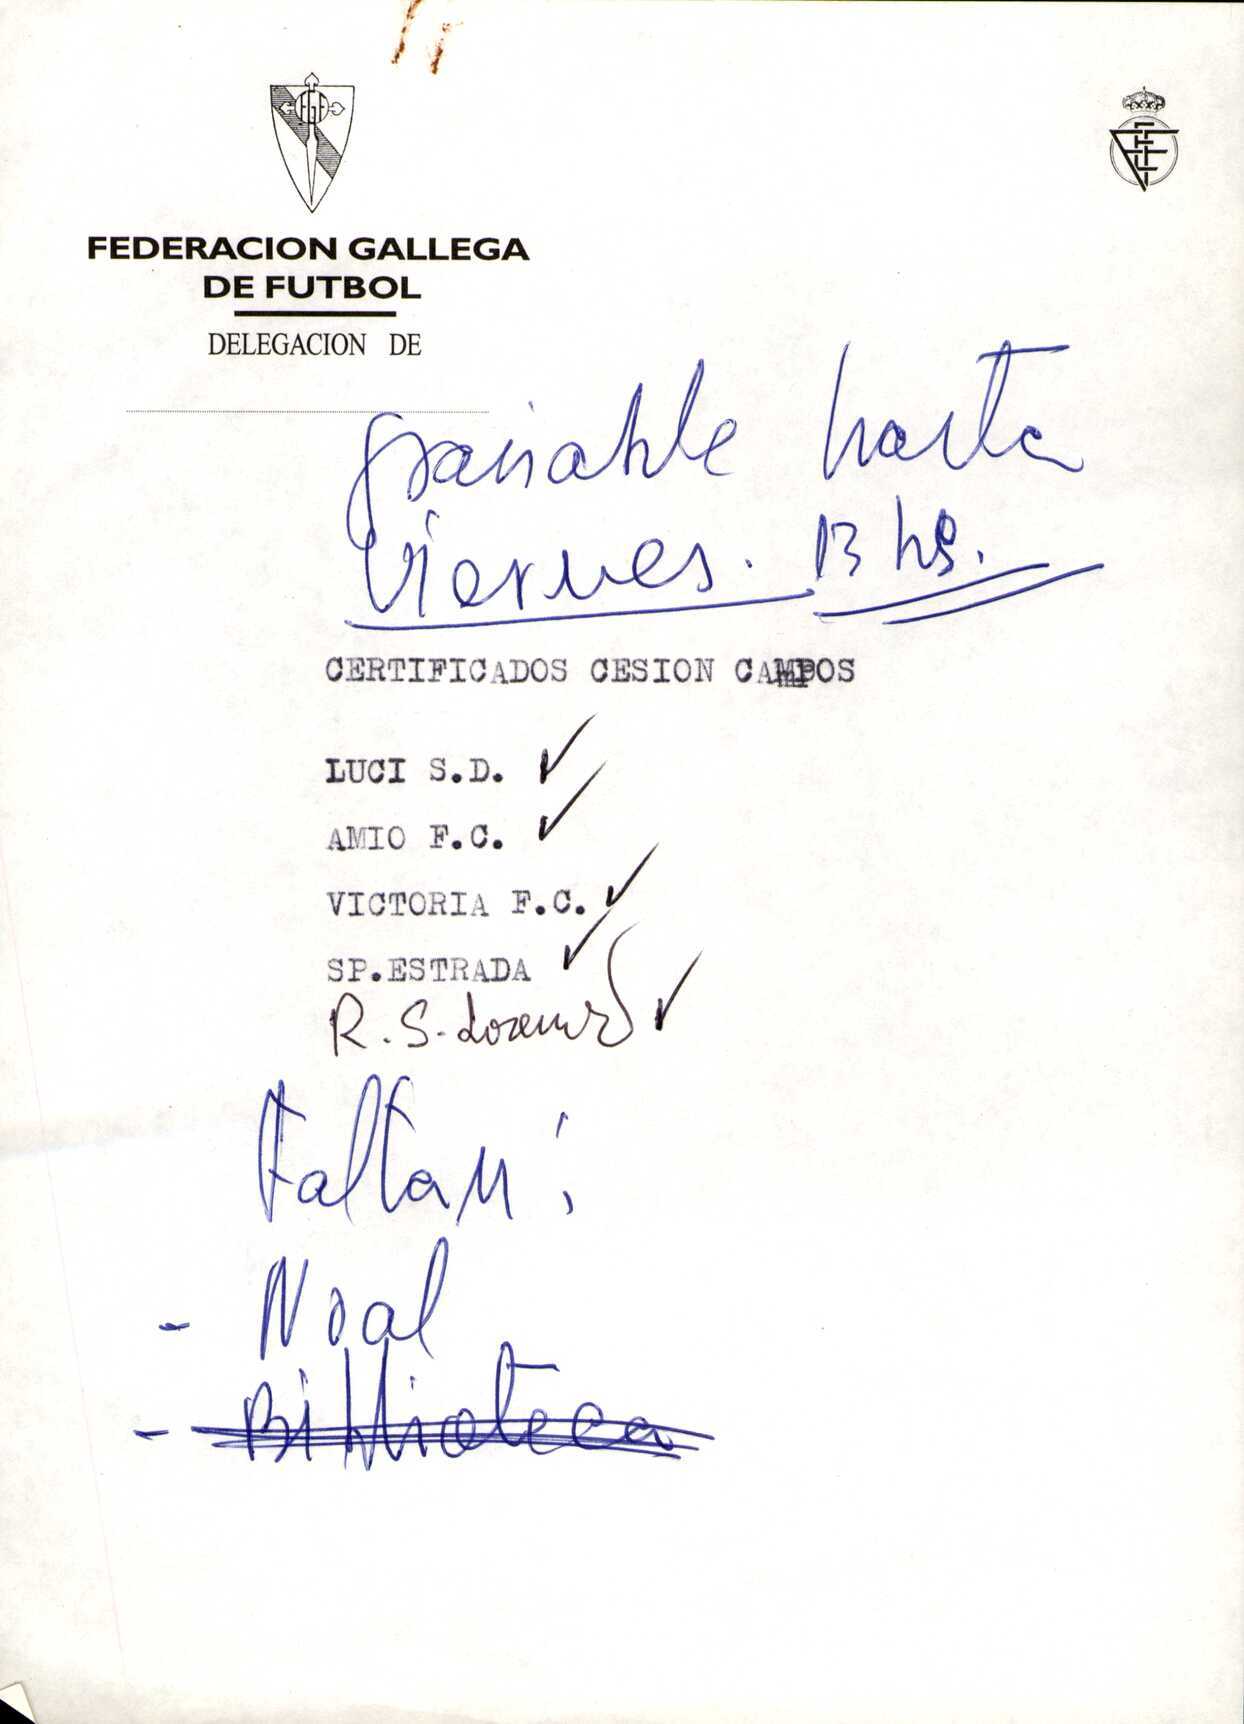 FEDERACION GALLEGA
DE FUTBOL
DELEGACION DE
hasta
Viernes. 13 hs.
CERTIFICADOS CESION CAMPOS
LUCI S.D. ✓
AMIO F.C. ✓
VICTORIA F.C. ✓
SP.ESTRADA ✓
R. S. Lorenzo ✓
Faltan:
- Noal
- Biblioteca